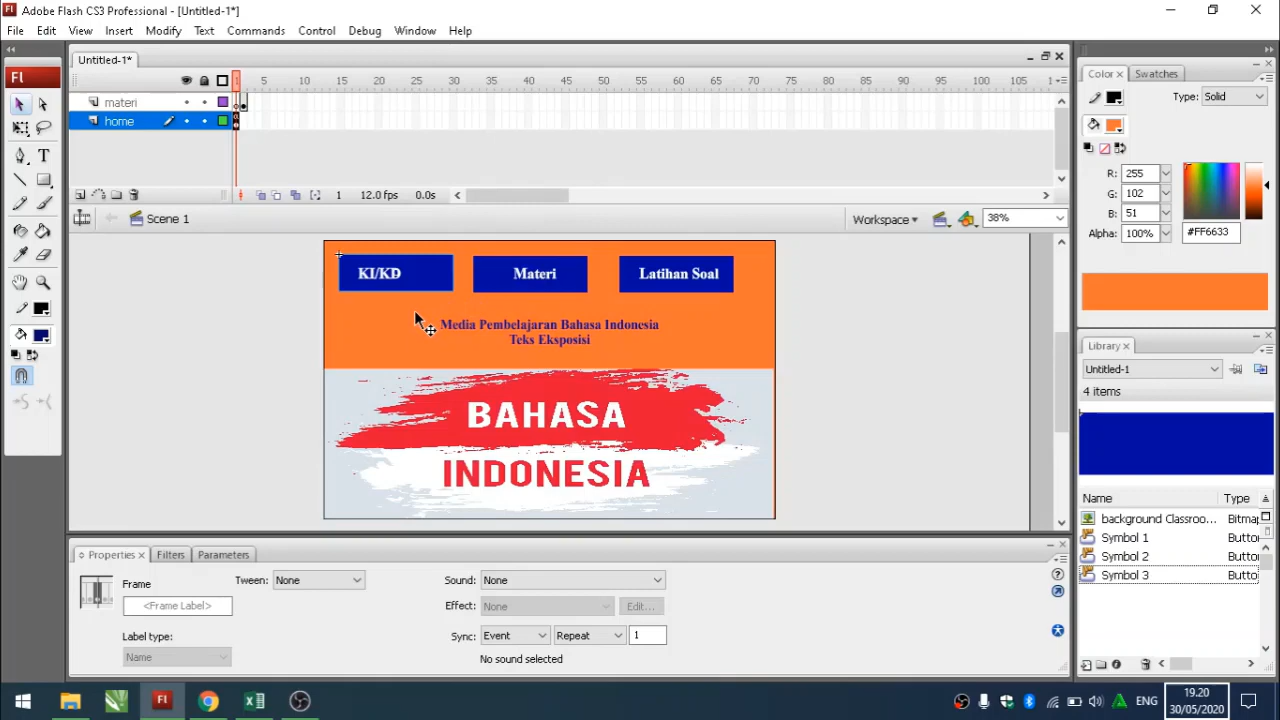 Adobe Flash CS3 Professional - [Untitled-1*]
File Edit View Insert Modify Text Commands Control Debug Window Help
Untitled-1*
Fl
1 5 10 15 20 25 30 35 40 45 50 55 60 65 70 75 80 85 90 95 100 105
materi
home
1 12.0 fps 0.0s
Scene 1
Workspace
38%
KI/KD
Materi
Latihan Soal
Media Pembelajaran Bahasa Indonesia
Teks Eksposisi
BAHASA
INDONESIA
Color
Swatches
Type: Solid
R: 255
G: 102
B: 51
Alpha: 100%
#FF6633
Library
Untitled-1
4 items
Name Type
background Classroo... Bitmap
Symbol 1 Butto
Symbol 2 Butto
Symbol 3 Butto
Properties
Filters
Parameters
Frame
<Frame Label>
Label type:
Name
Tween: None
Sound: None
Effect: None
Edit...
Sync: Event Repeat 1
No sound selected
ENG
19.20
30/05/2020